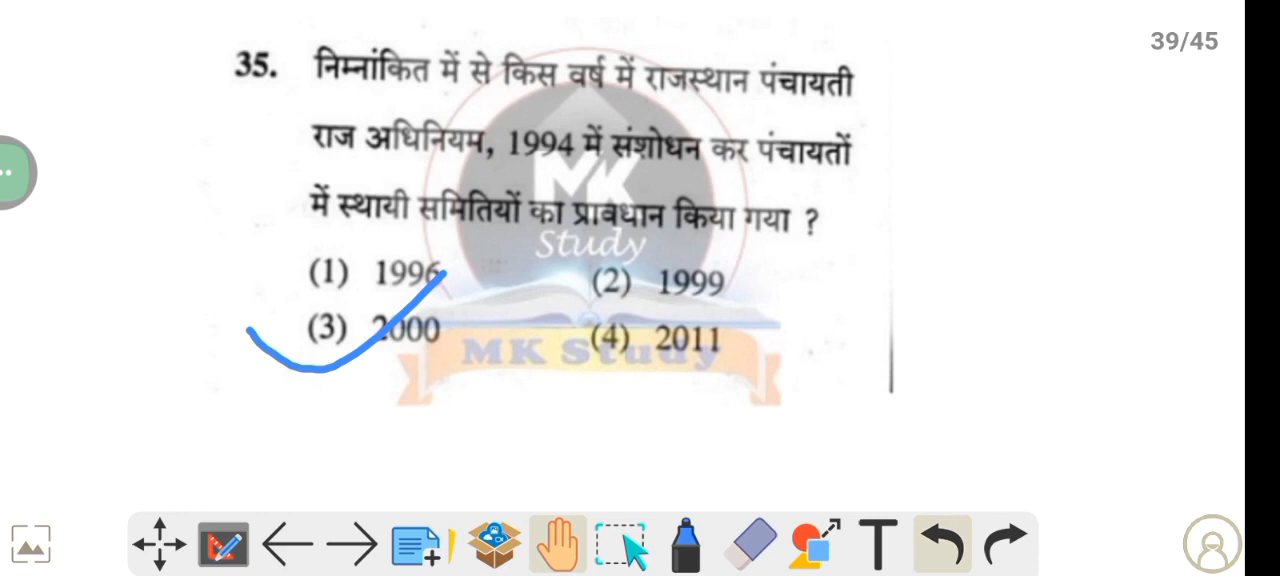 39/45
35. निम्नांकित में से किस वर्ष में राजस्थान पंचायती
राज अधिनियम, 1994 में संशोधन कर पंचायतों
में स्थायी समितियों का प्रावधान किया गया ?
(1) 1996 (2) 1999
(3) 2000 (4) 2011
MK
Study
MK Study
T